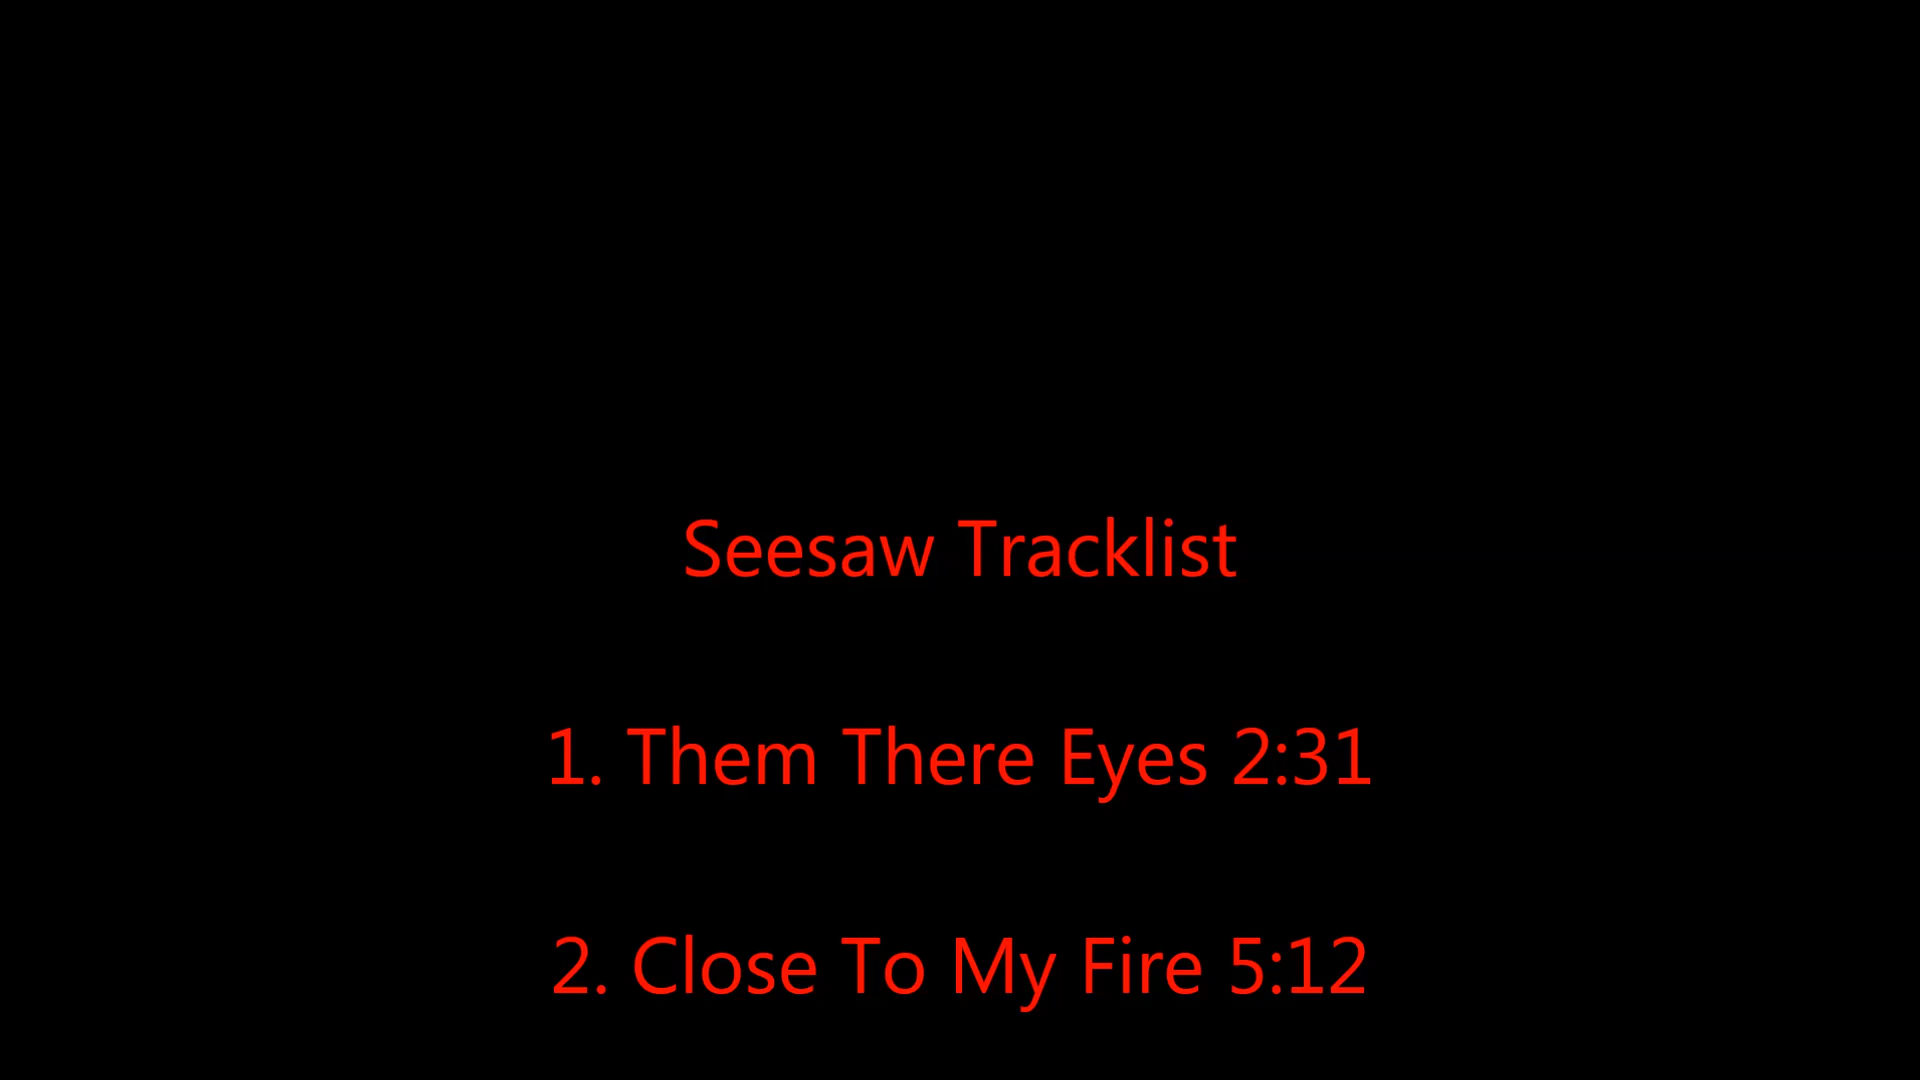 Seesaw Tracklist
1. Them There Eyes 2:31
2. Close To My Fire 5:12